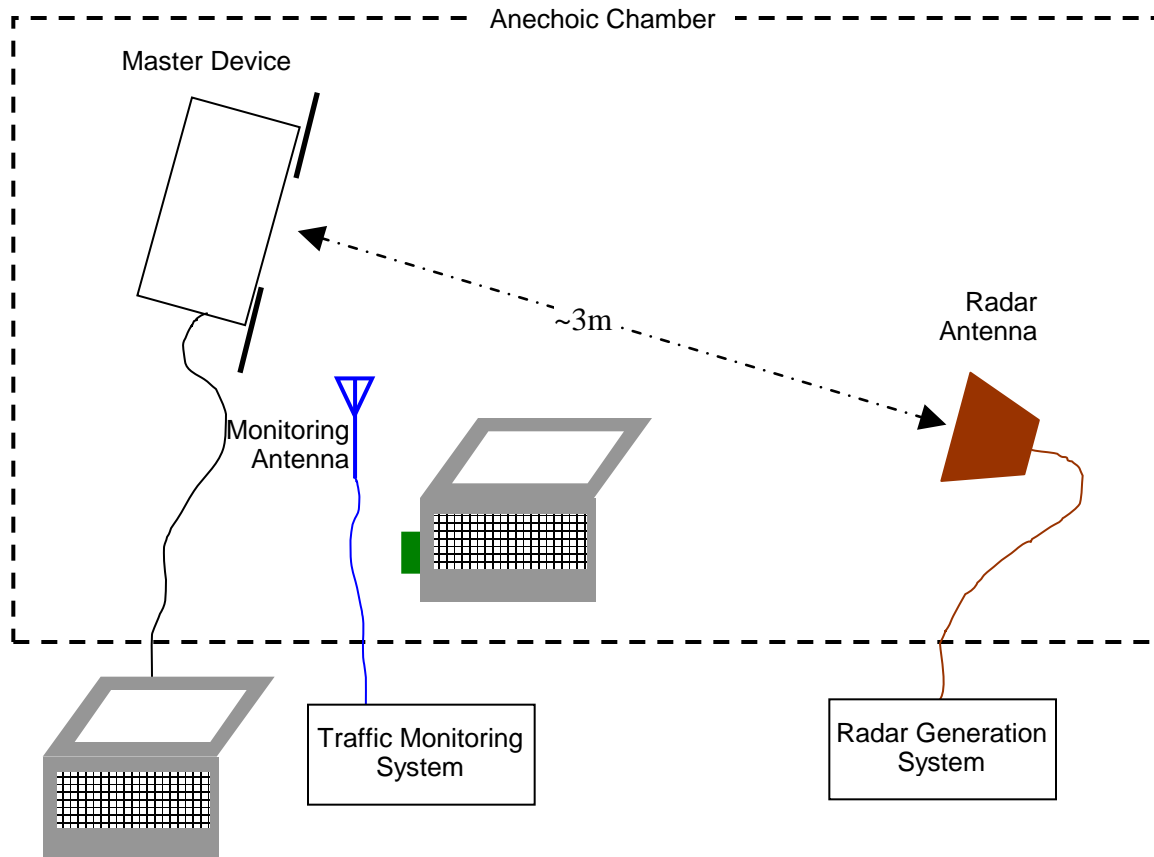 Anechoic Chamber
Master Device
~3m
Radar
Antenna
Monitoring
Antenna
Traffic Monitoring
System
Radar Generation
System